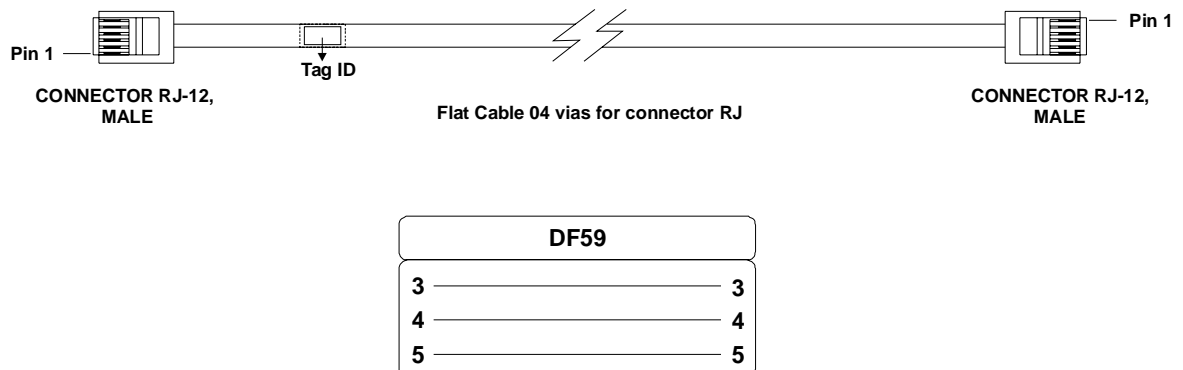 Pin 1
Pin 1
Tag ID
CONNECTOR RJ-12,
MALE
Flat Cable 04 vias for connector RJ
CONNECTOR RJ-12,
MALE
DF59
3 3
4 4
5 5